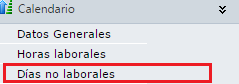 Calendario
Datos Generales
Horas laborales
Días no laborales